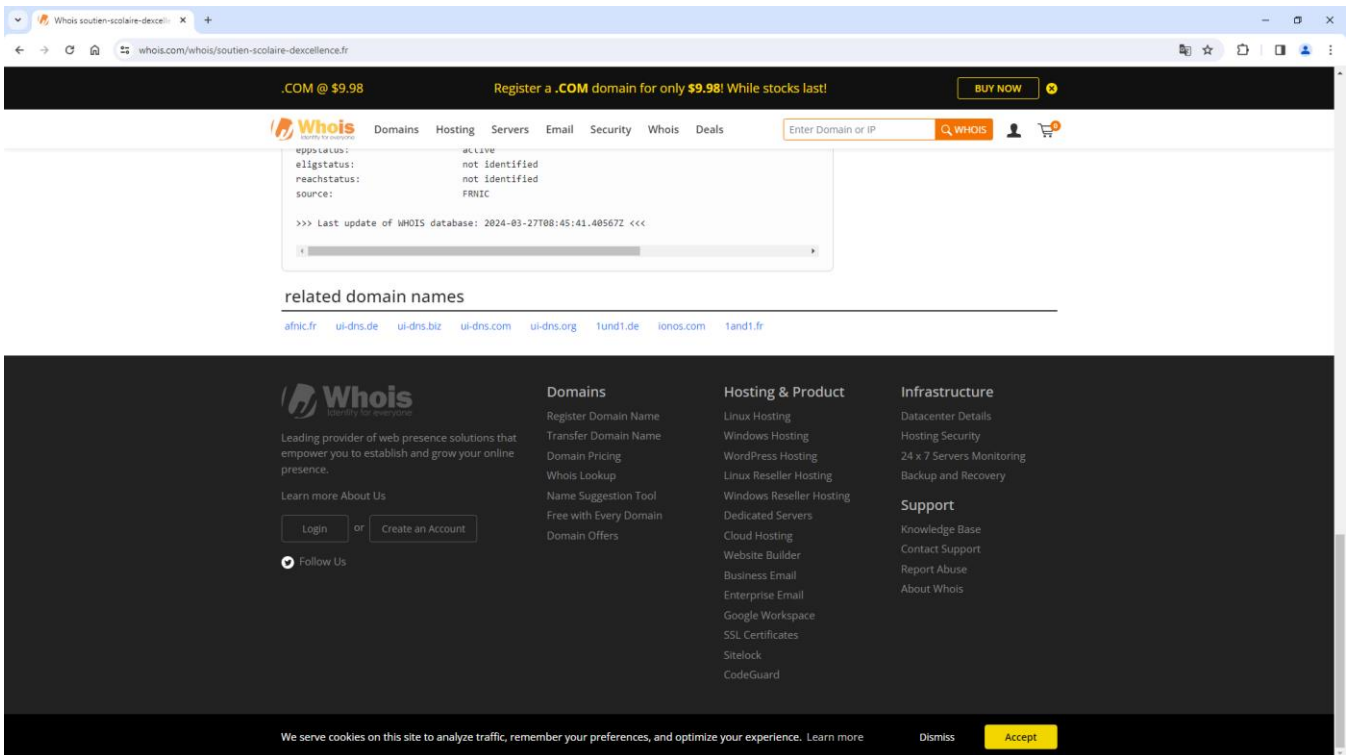 Whois soutien-scolaire-dexcelle
whois.com/whois/soutien-scolaire-dexcellence.fr
.COM @ $9.98 Register a .COM domain for only $9.98! While stocks last! BUY NOW
Whois Domains Hosting Servers Email Security Whois Deals Enter Domain or IP WHOIS 0
Identity for everyone
eppstatus: active
eligstatus: not identified
reachstatus: not identified
source: FRNIC
>>> Last update of WHOIS database: 2024-03-27T08:45:41.40567Z <<<
related domain names
afnic.fr ui-dns.de ui-dns.biz ui-dns.com ui-dns.org 1und1.de ionos.com 1and1.fr
Whois
Identity for everyone
Leading provider of web presence solutions that
empower you to establish and grow your online
presence.
Learn more About Us
Login or Create an Account
Follow Us
Domains
Register Domain Name
Transfer Domain Name
Domain Pricing
Whois Lookup
Name Suggestion Tool
Free with Every Domain
Domain Offers
Hosting & Product
Linux Hosting
Windows Hosting
WordPress Hosting
Linux Reseller Hosting
Windows Reseller Hosting
Dedicated Servers
Cloud Hosting
Website Builder
Business Email
Enterprise Email
Google Workspace
SSL Certificates
Sitelock
CodeGuard
Infrastructure
Datacenter Details
Hosting Security
24 x 7 Servers Monitoring
Backup and Recovery
Support
Knowledge Base
Contact Support
Report Abuse
About Whois
We serve cookies on this site to analyze traffic, remember your preferences, and optimize your experience. Learn more Dismiss Accept